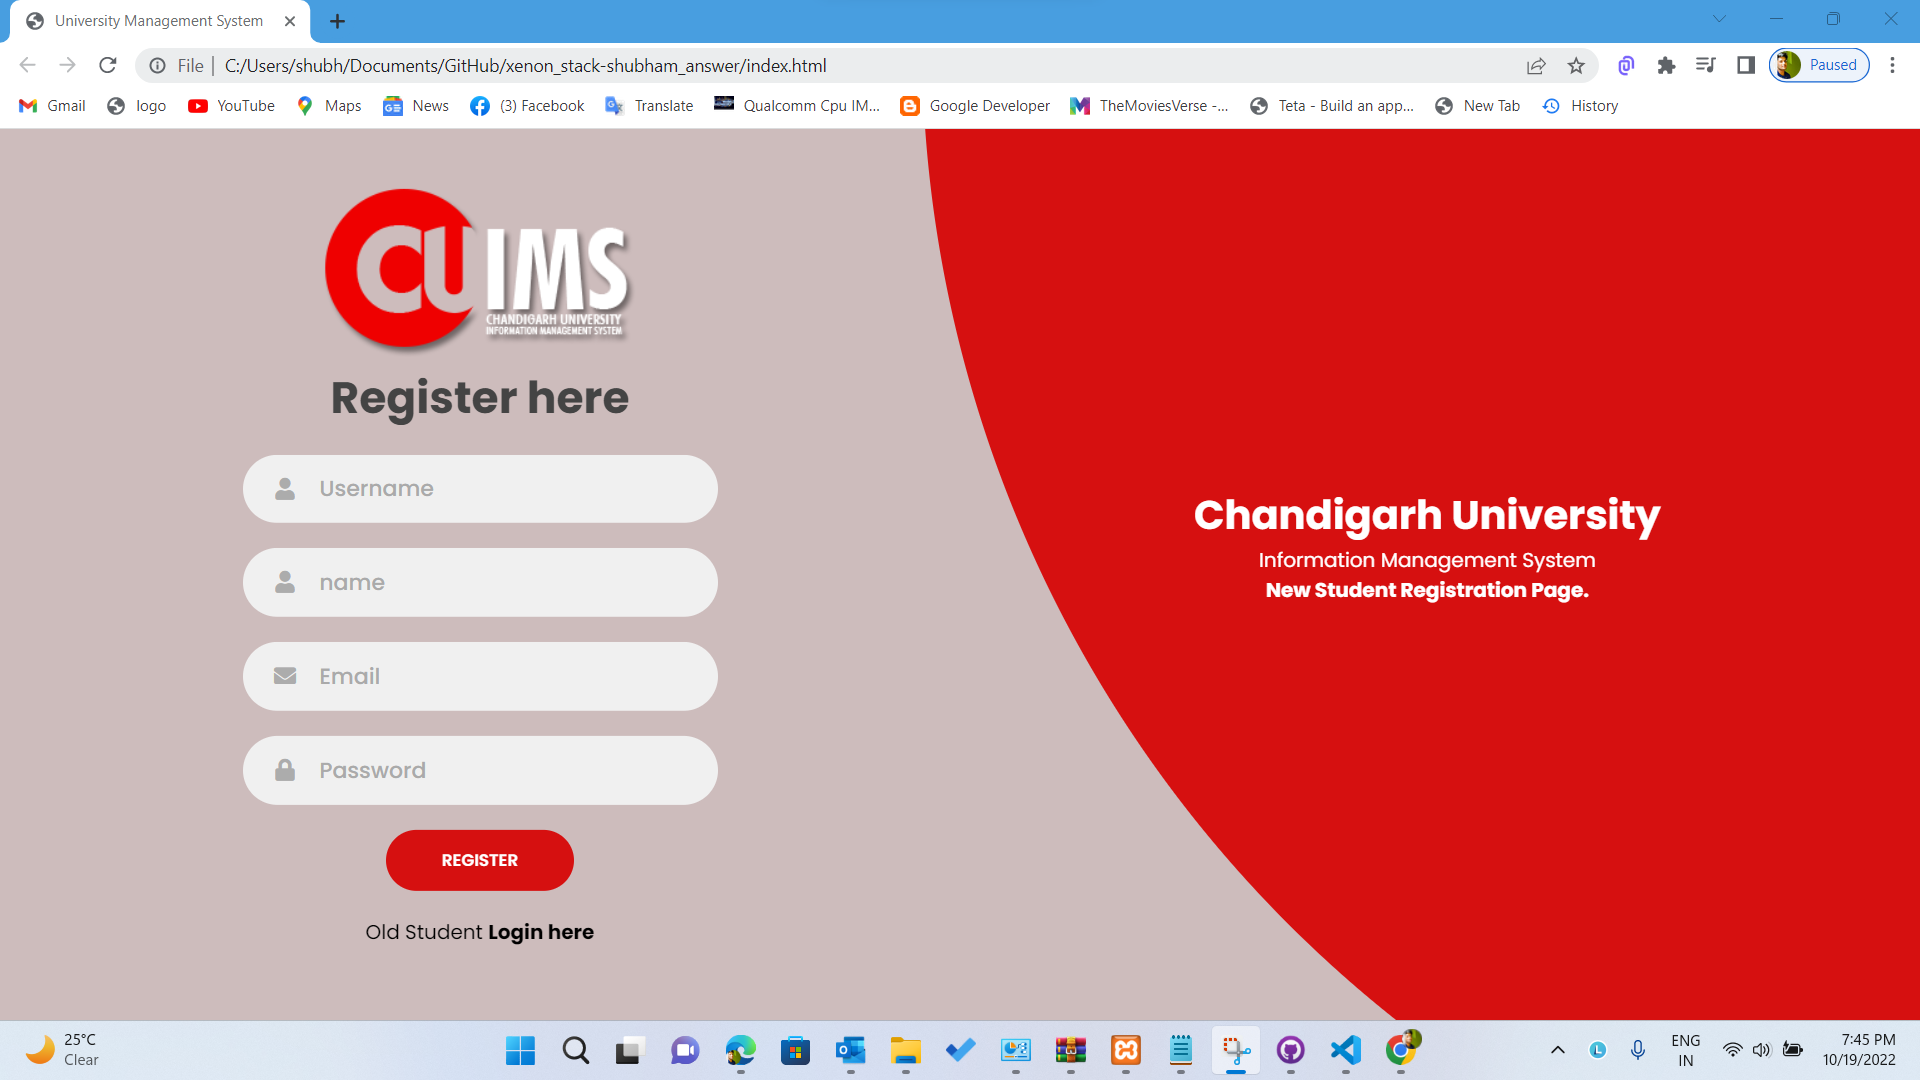 University Management System
File | C:/Users/shubh/Documents/GitHub/xenon_stack-shubham_answer/index.html
Paused
Gmail logo YouTube Maps News (3) Facebook Translate Qualcomm Cpu IM... Google Developer TheMoviesVerse -... Teta - Build an app... New Tab History
CU IMS
CHANDIGARH UNIVERSITY
INFORMATION MANAGEMENT SYSTEM
Register here
Username
name
Email
Password
REGISTER
Old Student Login here
Chandigarh University
Information Management System
New Student Registration Page.
25°C
Clear
ENG
IN
7:45 PM
10/19/2022